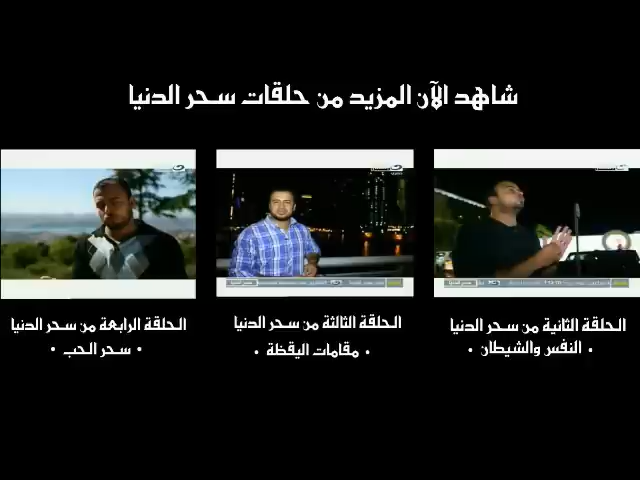 شاهد الآن المزيد من حلقات سحر الدنيا
الحلقة الثانية من سحر الدنيا
• النفس والشيطان •
الحلقة الثالثة من سحر الدنيا
• مقامات اليقظة •
الحلقة الرابعة من سحر الدنيا
• سحر الحب •